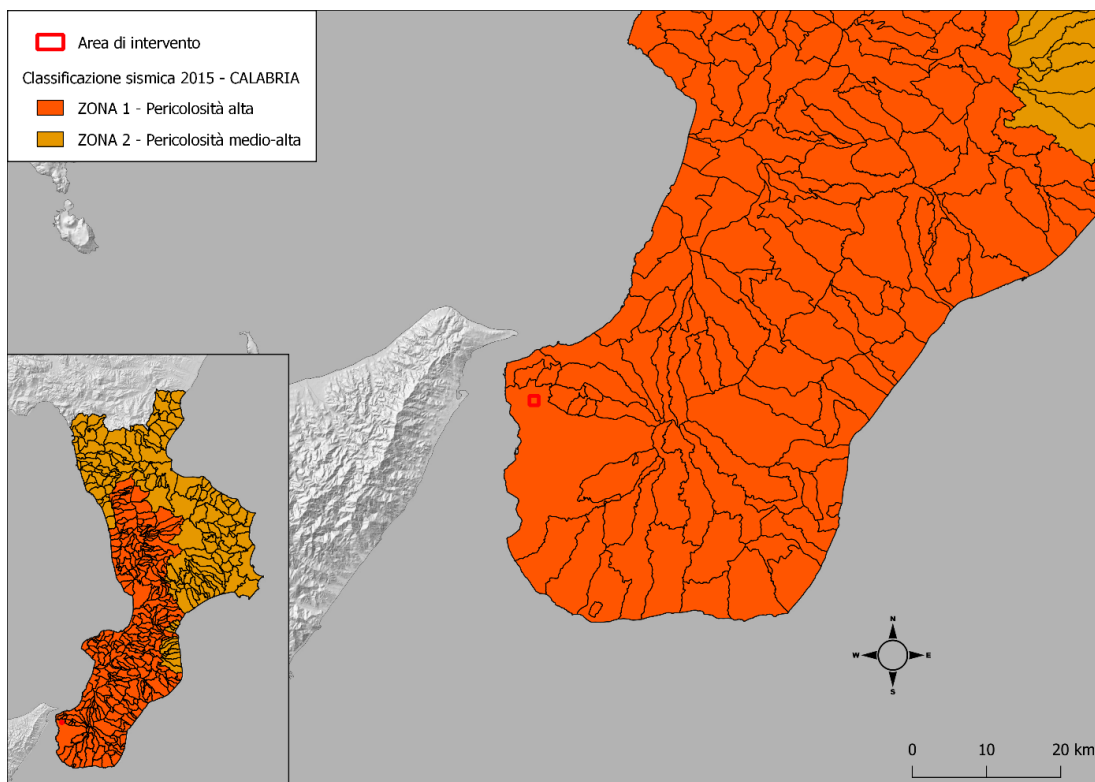 Area di intervento
Classificazione sismica 2015 - CALABRIA
ZONA 1 - Pericolosità alta
ZONA 2 - Pericolosità medio-alta
N
W E
S
0 10 20 km